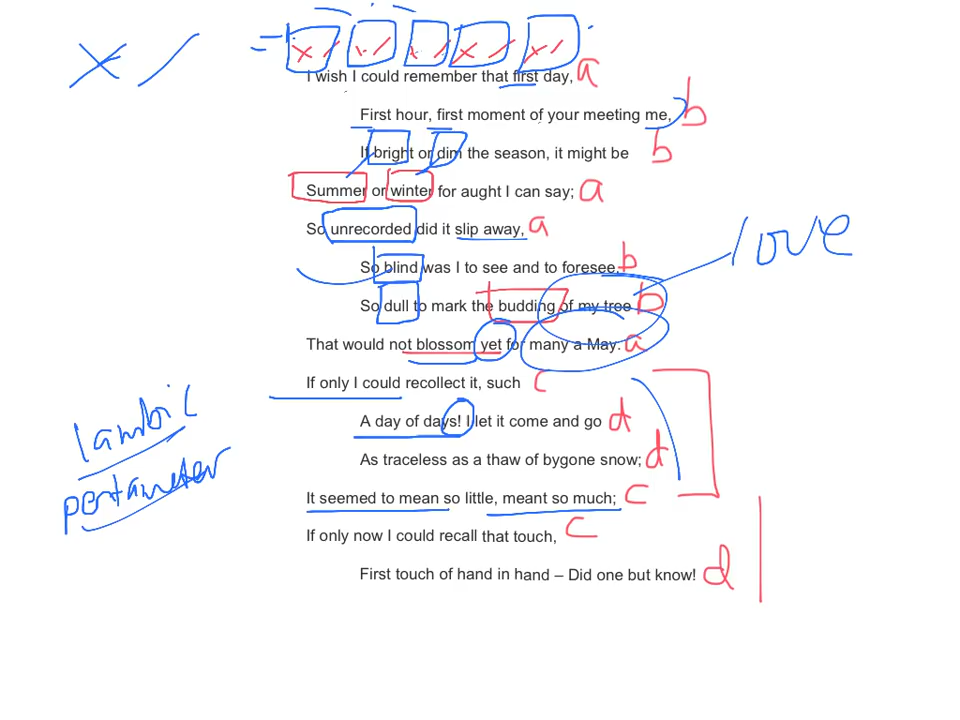 I wish I could remember that first day, a
First hour, first moment of your meeting me, b
If bright or dim the season, it might be b
Summer or winter for aught I can say; a
So unrecorded did it slip away, a
love
So blind was I to see and to foresee, b
So dull to mark the budding of my tree b
That would not blossom yet for many a May. a
If only I could recollect it, such c
A day of days! I let it come and go d
As traceless as a thaw of bygone snow; d
Iambic
pentameter
It seemed to mean so little, meant so much; c
If only now I could recall that touch, c
First touch of hand in hand – Did one but know! d